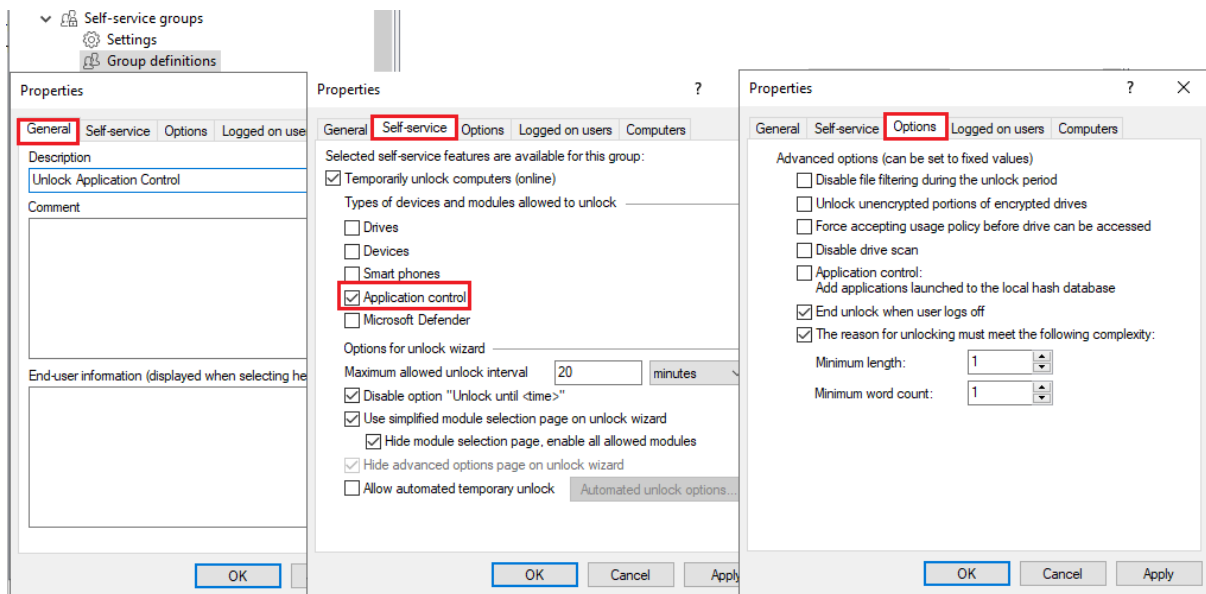 Self-service groups
Settings
Group definitions
Properties
General Self-service Options Logged on use
Description
Unlock Application Control
Comment
End-user information (displayed when selecting he
OK
Properties ?
General Self-service Options Logged on users Computers
Selected self-service features are available for this group:
Temporarily unlock computers (online)
Types of devices and modules allowed to unlock
Drives
Devices
Smart phones
Application control
Microsoft Defender
Options for unlock wizard
Maximum allowed unlock interval 20 minutes
Disable option "Unlock until <time>"
Use simplified module selection page on unlock wizard
Hide module selection page, enable all allowed modules
Hide advanced options page on unlock wizard
Allow automated temporary unlock Automated unlock options...
OK Cancel Apply
Properties ?
General Self-service Options Logged on users Computers
Advanced options (can be set to fixed values)
Disable file filtering during the unlock period
Unlock unencrypted portions of encrypted drives
Force accepting usage policy before drive can be accessed
Disable drive scan
Application control:
Add applications launched to the local hash database
End unlock when user logs off
The reason for unlocking must meet the following complexity:
Minimum length: 1
Minimum word count: 1
OK Cancel Apply